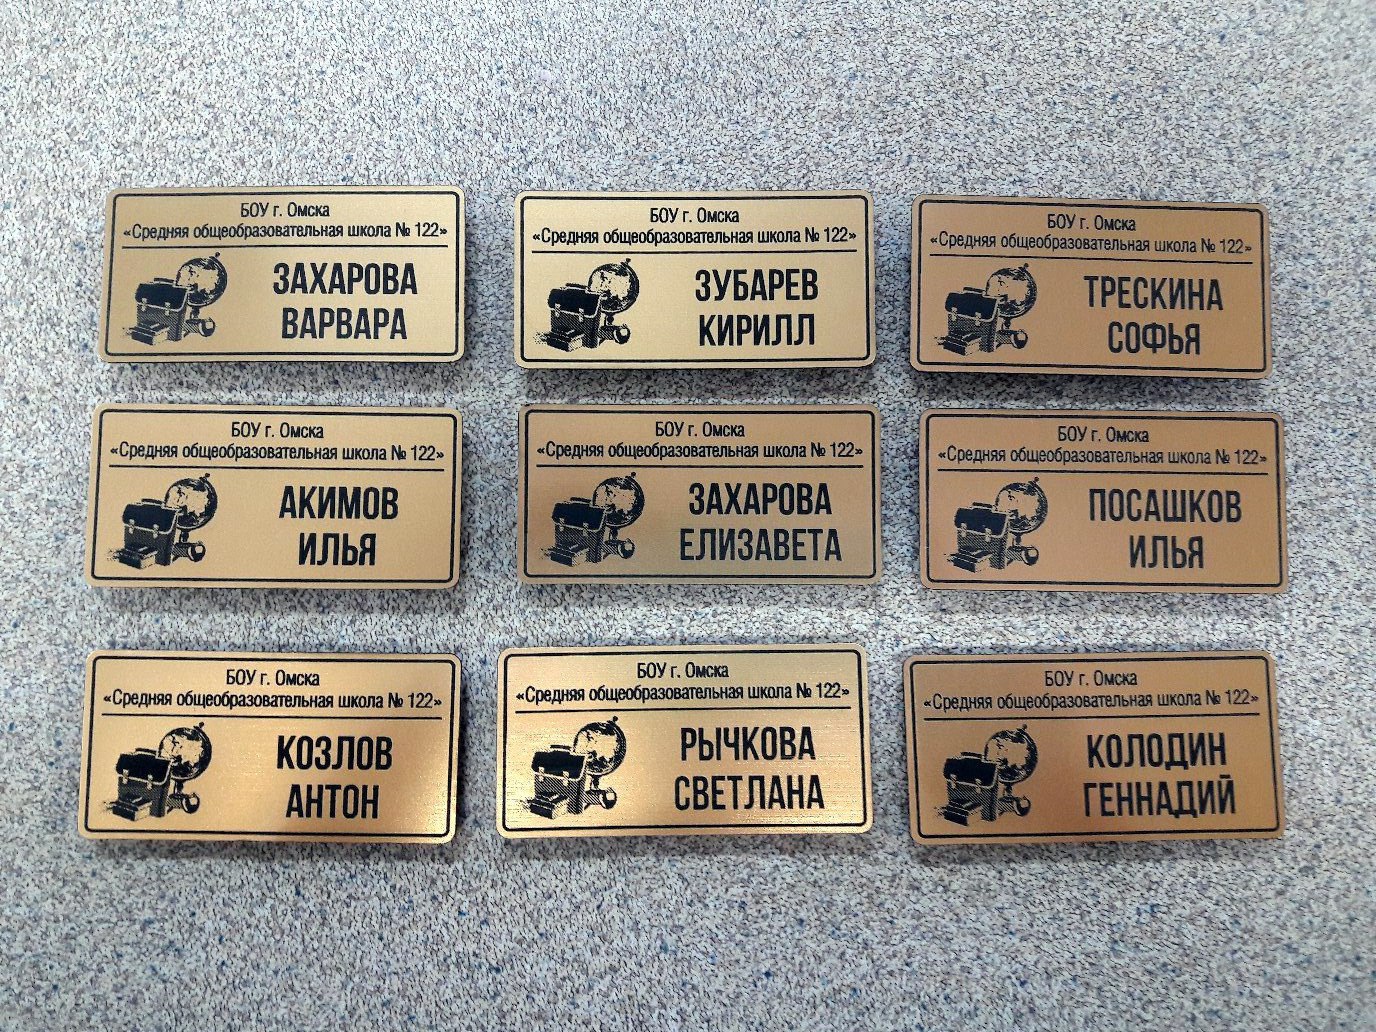 БОУ г. Омска
«Средняя общеобразовательная школа № 122»
ЗАХАРОВА
ВАРВАРА
БОУ г. Омска
«Средняя общеобразовательная школа № 122»
ЗУБАРЕВ
КИРИЛЛ
БОУ г. Омска
«Средняя общеобразовательная школа № 122»
ТРЕСКИНА
СОФЬЯ
БОУ г. Омска
«Средняя общеобразовательная школа № 122»
АКИМОВ
ИЛЬЯ
БОУ г. Омска
«Средняя общеобразовательная школа № 122»
ЗАХАРОВА
ЕЛИЗАВЕТА
БОУ г. Омска
«Средняя общеобразовательная школа № 122»
ПОСАШКОВ
ИЛЬЯ
БОУ г. Омска
«Средняя общеобразовательная школа № 122»
КОЗЛОВ
АНТОН
БОУ г. Омска
«Средняя общеобразовательная школа № 122»
РЫЧКОВА
СВЕТЛАНА
БОУ г. Омска
«Средняя общеобразовательная школа № 122»
КОЛОДИН
ГЕННАДИЙ